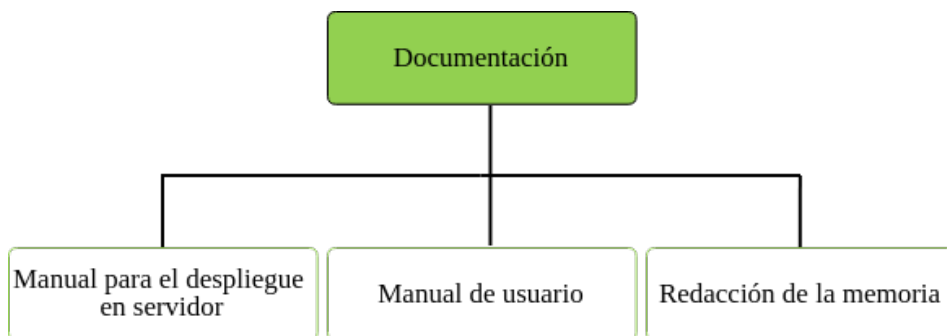 Documentación
Manual para el despliegue
en servidor
Manual de usuario
Redacción de la memoria